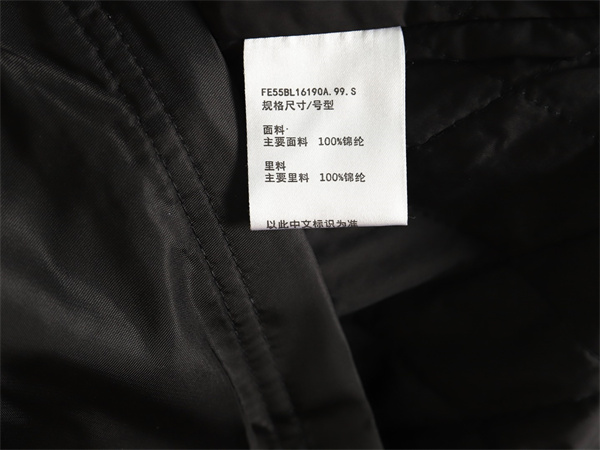 FE55BL16190A.99.S
规格尺寸/号型
面料
主要面料 100%锦纶
里料
主要里料 100%锦纶
以此中文标识为准